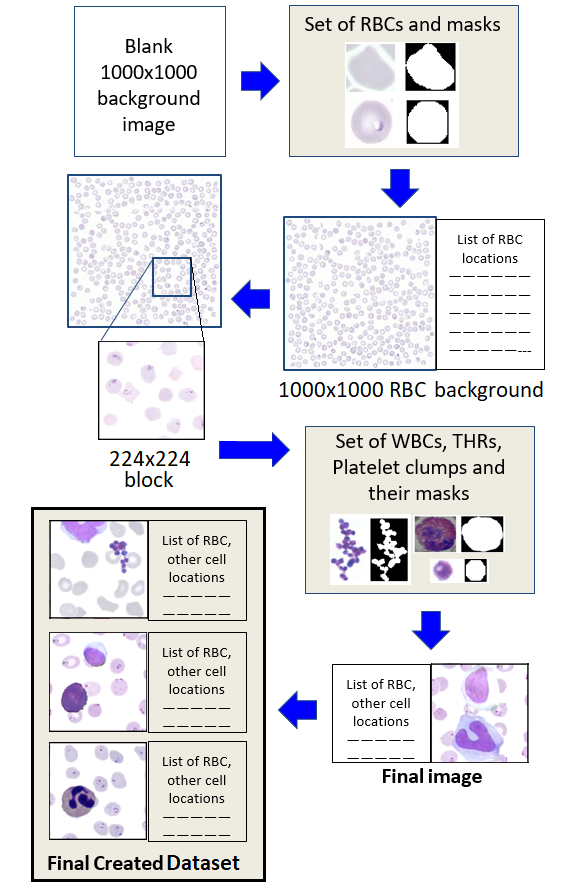 Blank
1000x1000
background
image
Set of RBCs and masks
List of RBC
locations
1000x1000 RBC background
224x224
block
Set of WBCs, THRs,
Platelet clumps and
their masks
List of RBC,
other cell
locations
Final image
List of RBC,
other cell
locations
List of RBC,
other cell
locations
List of RBC,
other cell
locations
Final Created Dataset